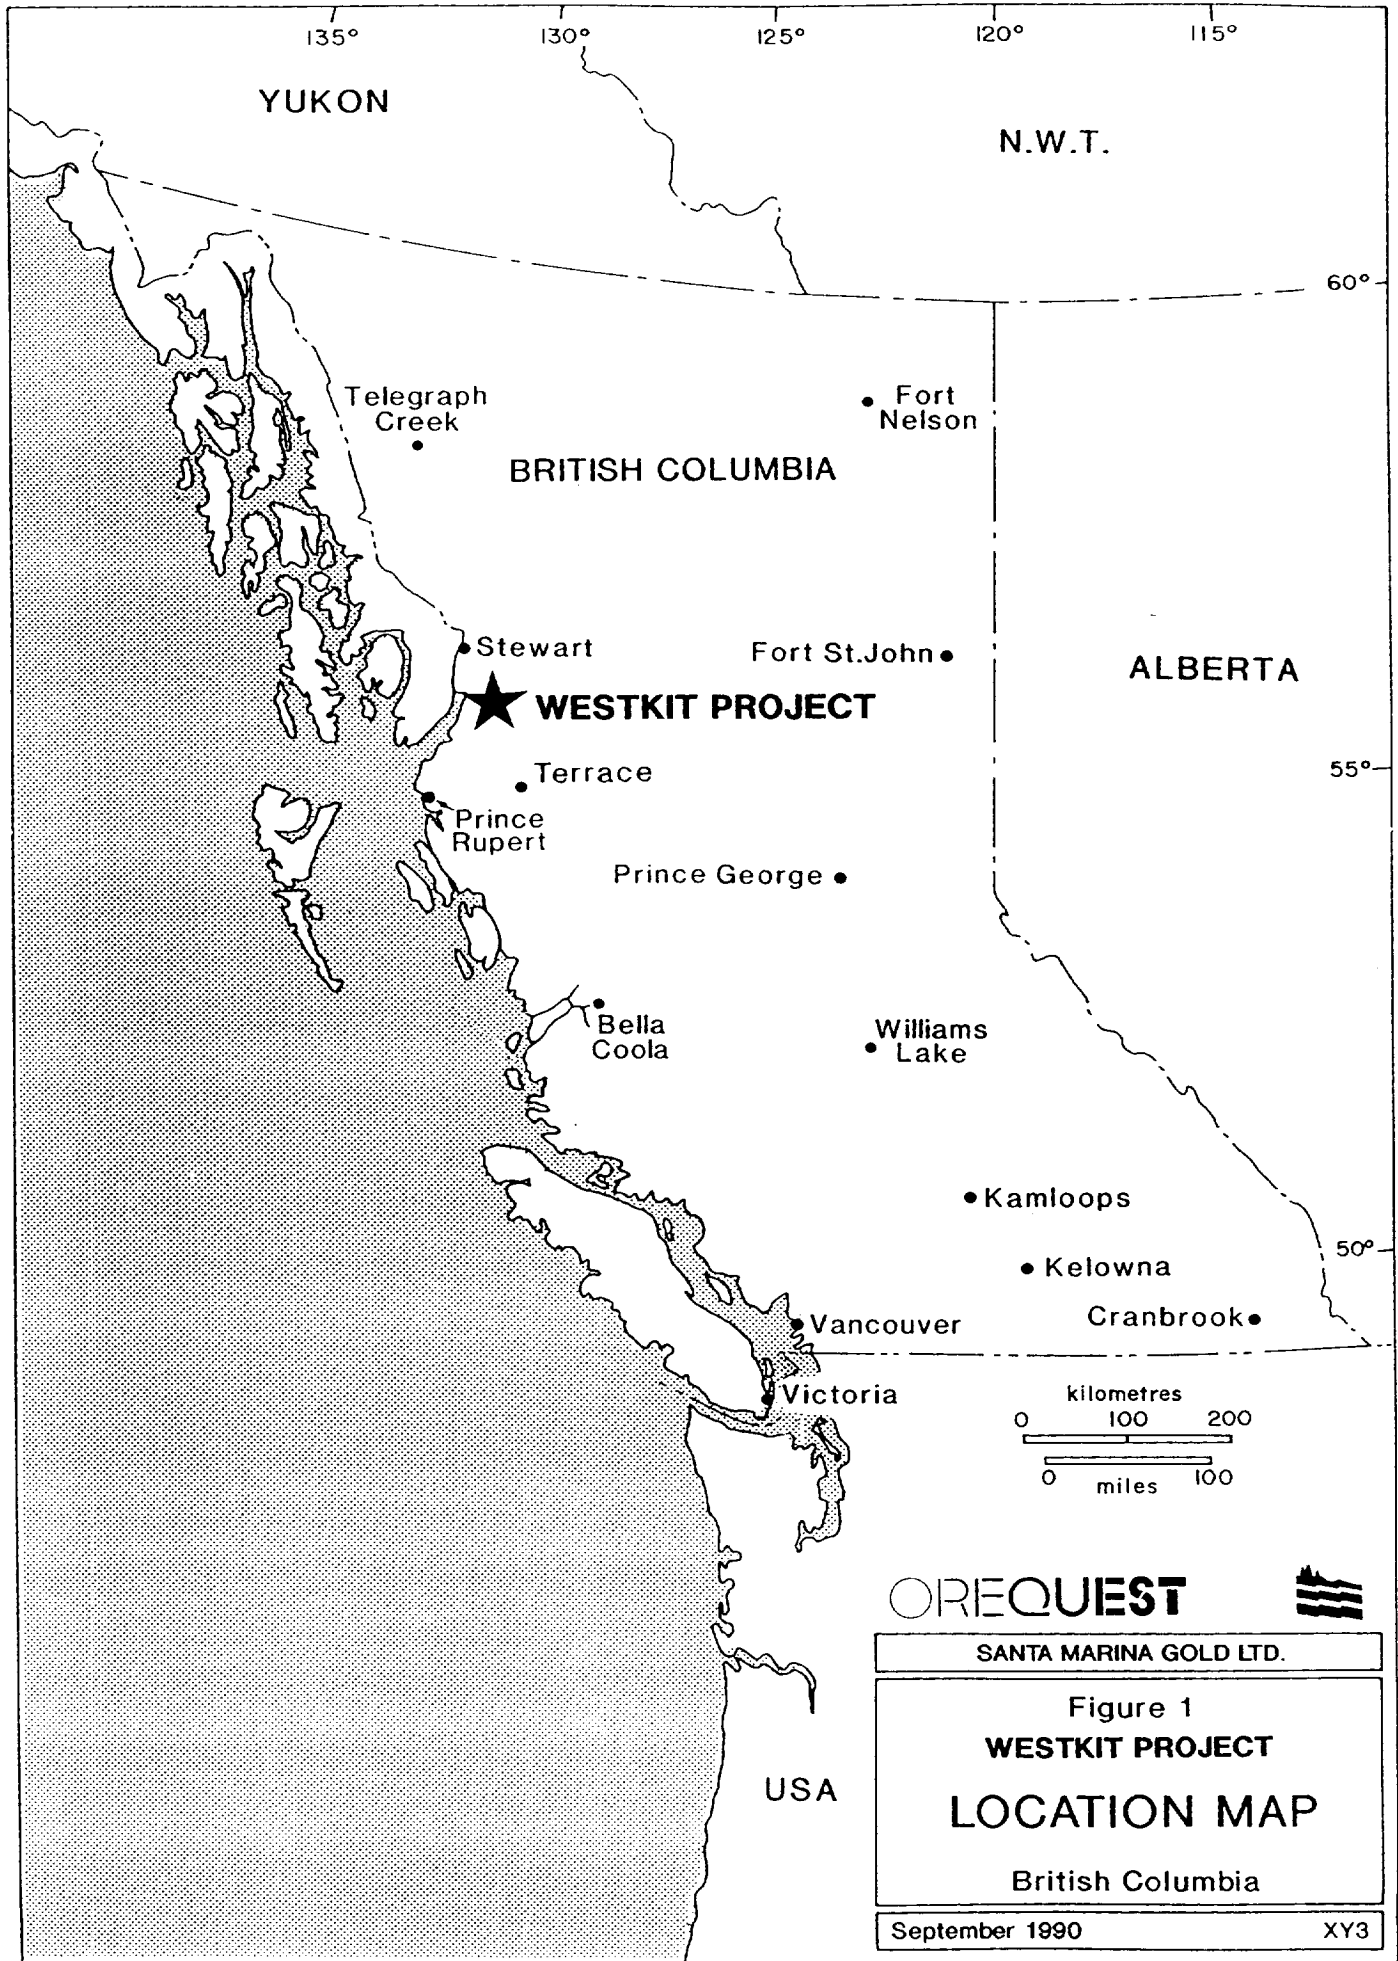 135° 130° 125° 120° 115°
YUKON
N.W.T.
60°
Telegraph
Creek
Fort
Nelson
BRITISH COLUMBIA
Stewart
Fort St.John
ALBERTA
WESTKIT PROJECT
55°
Terrace
Prince
Rupert
Prince George
Bella
Coola
Williams
Lake
Kamloops
50°
Kelowna
Cranbrook
Vancouver
Victoria
kilometres
0 100 200
0 100
miles
OREQUEST
SANTA MARINA GOLD LTD.
Figure 1
WESTKIT PROJECT
USA
LOCATION MAP
British Columbia
September 1990 XY3